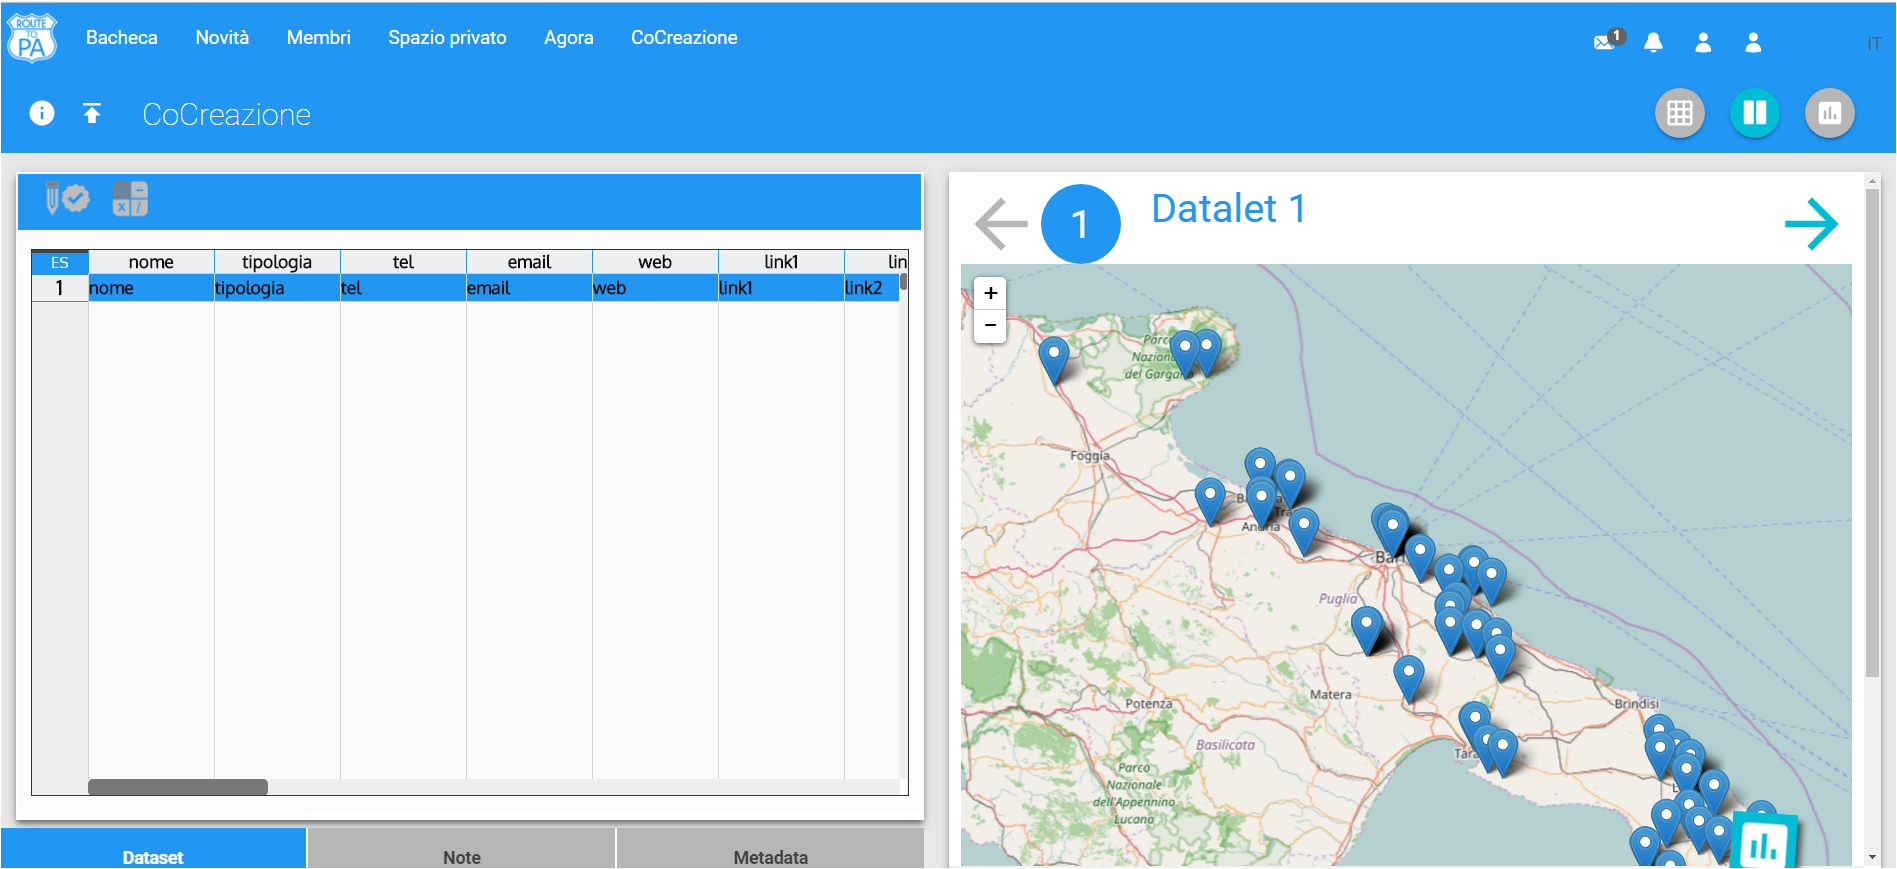 ROUTE
TO
PA
Bacheca Novità Membri Spazio privato Agora CoCreazione
1
IT
CoCreazione
ES nome tipologia tel email web link1 lin
1 nome tipologia tel email web link1 link2
Dataset Note Metadata
1
Datalet 1
+
−
Parco
Nazionale
del Gargano
Foggia
Andria
Bari
Puglia
Matera
Potenza
Brindisi
Tara
Basilicata
Parco
Nazionale
dell'Appennino
Lucano